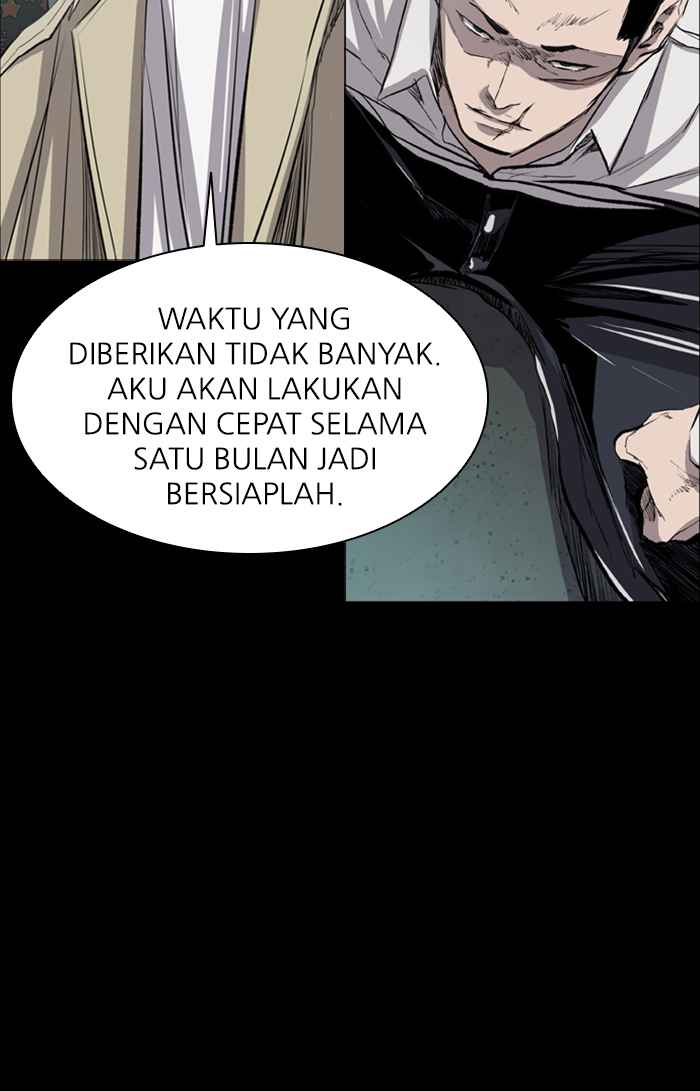 WAKTU YANG
DIBERIKAN TIDAK BANYAK.
AKU AKAN LAKUKAN
DENGAN CEPAT SELAMA
SATU BULAN JADI
BERSIAPLAH.